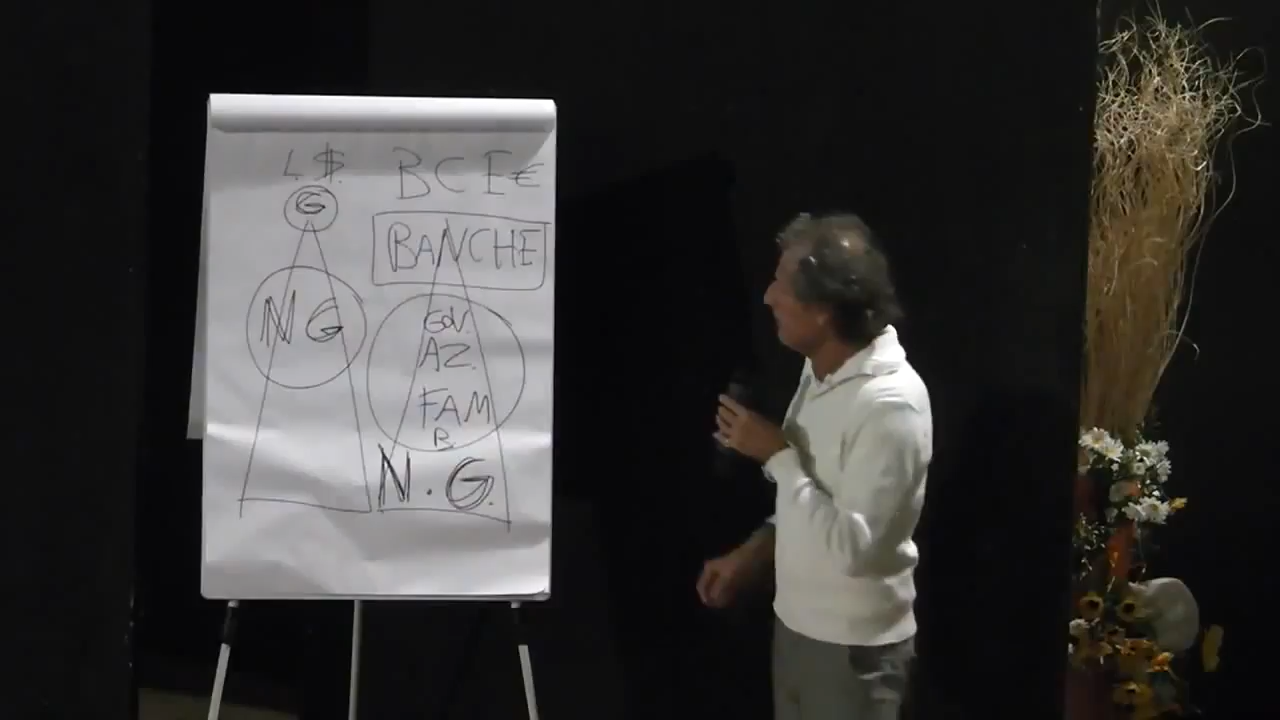 L. $. BCE €
G
BANCHE
NG
GOV.
AZ.
FAM
B.
N.G.